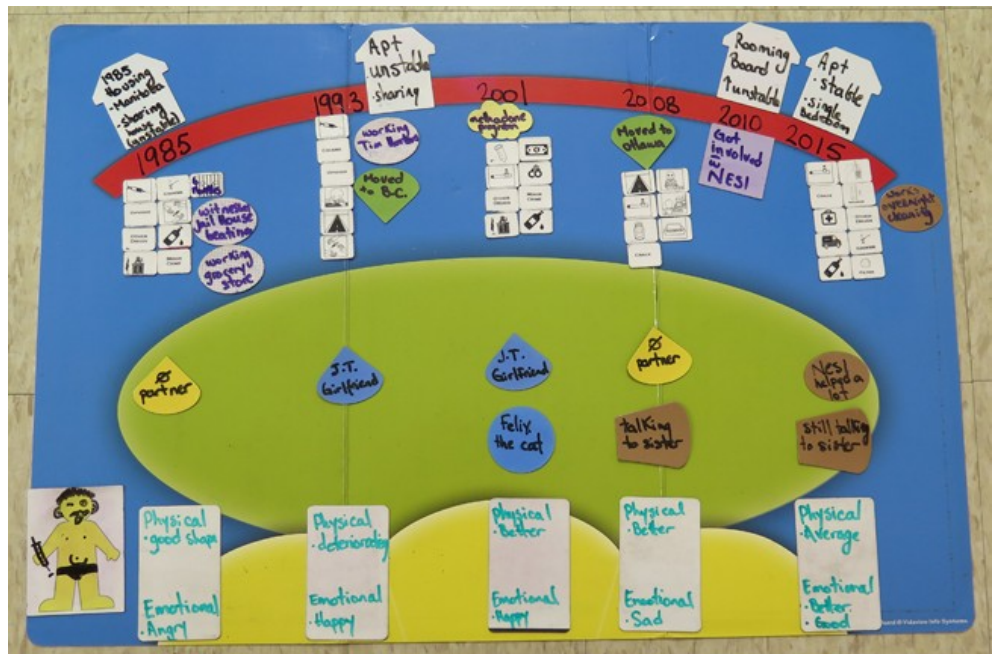 1985
Housing
•Manitoba
•sharing
house
(unstable)
Apt
unstable
•sharing
Rooming
Board
↑unstable
Apt
•stable
•single
Bedroom
1985
1993
2001
2008
2010
2015
witness
Jail House
beating
working
grocery
store
working
Tim Hortons
Moved
to B.C.
methadone
program
Moved to
Ottawa
Got
involved
in
NESI
work
overnight
cleaning
Ø
partner
J.T.
Girlfriend
J.T.
Girlfriend
Felix
the cat
Ø
partner
talking
to sister
NESI
helped a
lot
still talking
to sister
Physical
•good shape
Emotional
•Angry
Physical
•deteriorating
Emotional
•Happy
Physical
•Better
Emotional
•Happy
Physical
•Better
Emotional
•Sad
Physical
•Average
Emotional
•Better
•Good